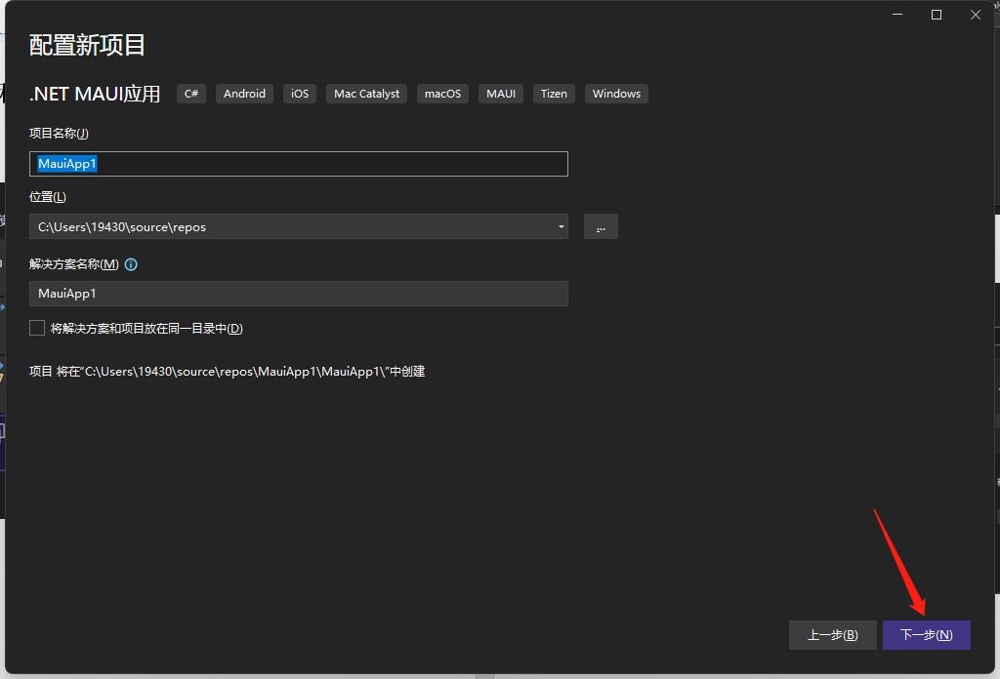 配置新项目
.NET MAUI应用 C# Android iOS Mac Catalyst macOS MAUI Tizen Windows
项目名称(J)
MauiApp1
位置(L)
C:\Users\19430\source\repos ...
解决方案名称(M)
MauiApp1
将解决方案和项目放在同一目录中(D)
项目 将在"C:\Users\19430\source\repos\MauiApp1\MauiApp1\"中创建
上一步(B) 下一步(N)